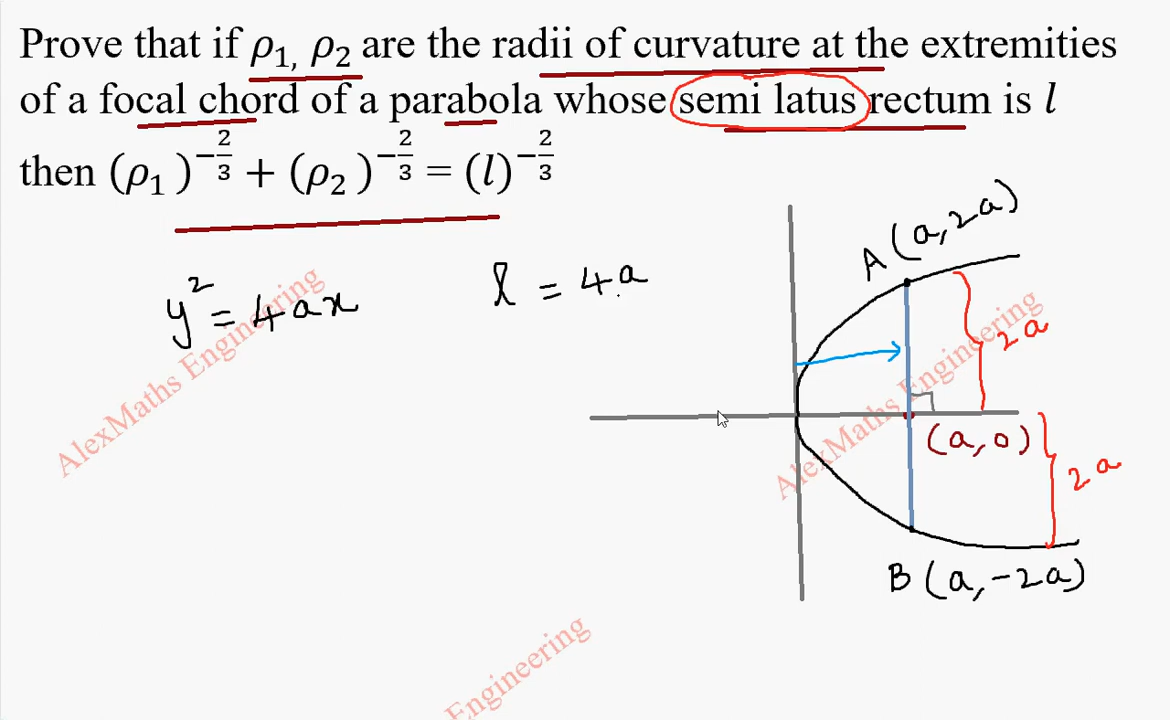 Prove that if ρ₁, ρ₂ are the radii of curvature at the extremities
of a focal chord of a parabola whose semi latus rectum is l
then (ρ₁)^(-2/3) + (ρ₂)^(-2/3) = (l)^(-2/3)
y² = 4ax
l = 4a
A(a, 2a)
2a
(a, 0)
2a
B(a, -2a)
AlexMaths Engineering
AlexMaths Engineering
Engineering